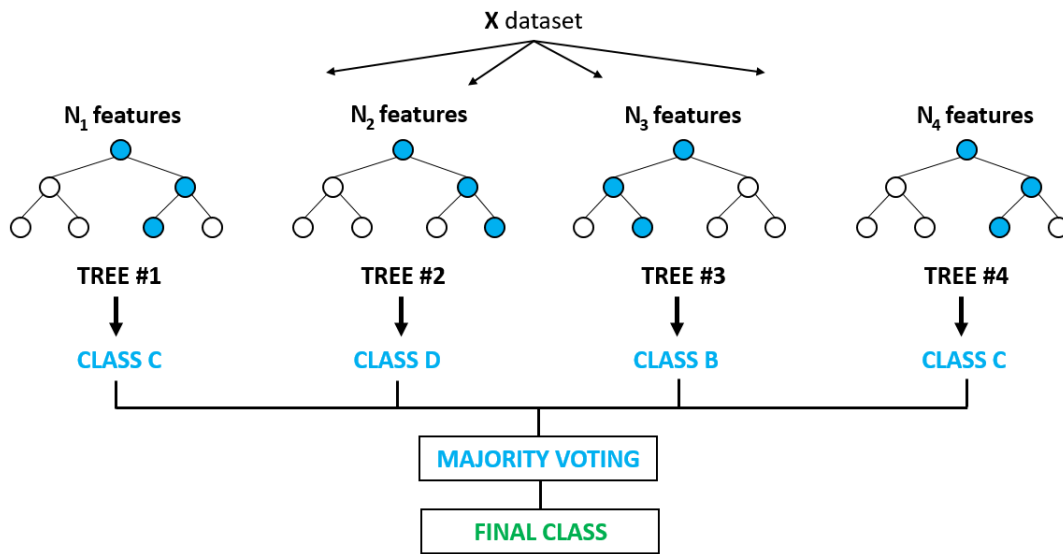 X dataset
N₁ features
N₂ features
N₃ features
N₄ features
TREE #1
TREE #2
TREE #3
TREE #4
CLASS C
CLASS D
CLASS B
CLASS C
MAJORITY VOTING
FINAL CLASS